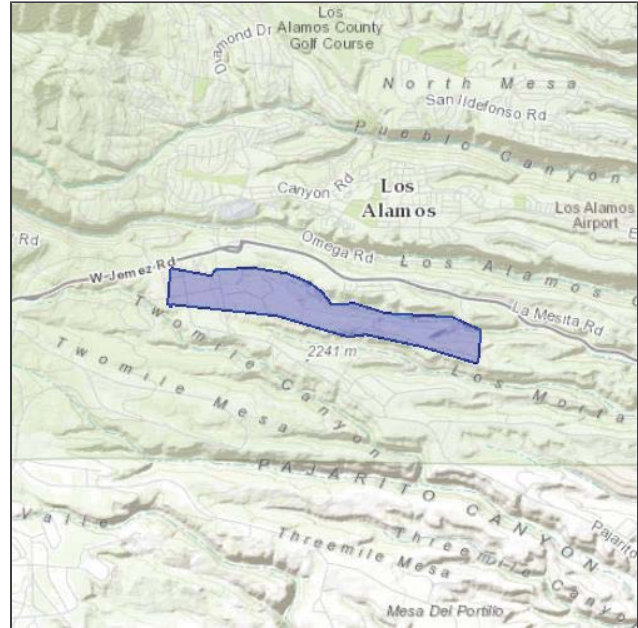 Los
Alamos County
Golf Course
Diamond Dr
North Mesa
San Ildefonso Rd
Pueblo Canyon
Canyon Rd
Los
Alamos
Los Alamos
Airport
Rd
Omega Rd
Los Alamos
W Jemez Rd
La Mesita Rd
Twomile Canyon
2241 m
Twomile Mesa
Los Morta
PAJARITO CANYON
Valle
Pajarito
Threemile Mesa
Threemile Canyo
Mesa Del Portillo